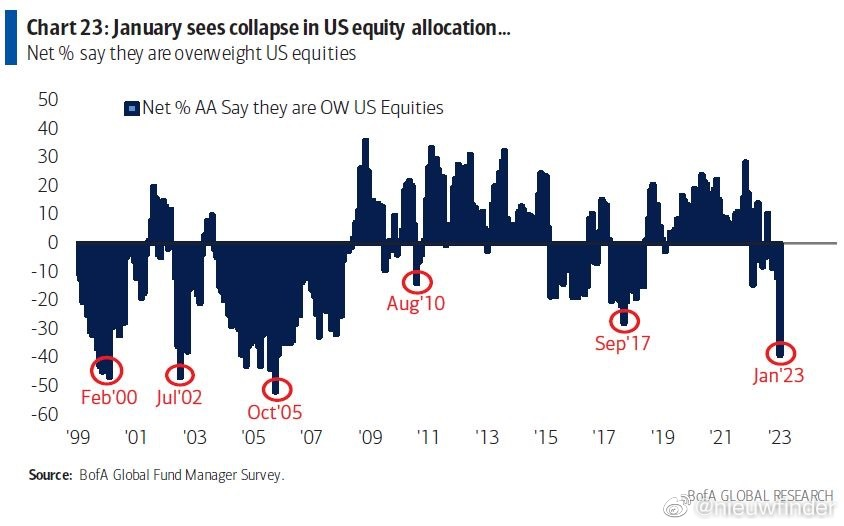 Chart 23: January sees collapse in US equity allocation...
Net % say they are overweight US equities
Net % AA Say they are OW US Equities
50
40
30
20
10
0
-10
-20
-30
-40
-50
-60
Feb'00
Jul'02
Oct'05
Aug'10
Sep'17
Jan'23
'99 '01 '03 '05 '07 '09 '11 '13 '15 '17 '19 '21 '23
Source: BofA Global Fund Manager Survey.
BofA GLOBAL RESEARCH
@nieuwfinder